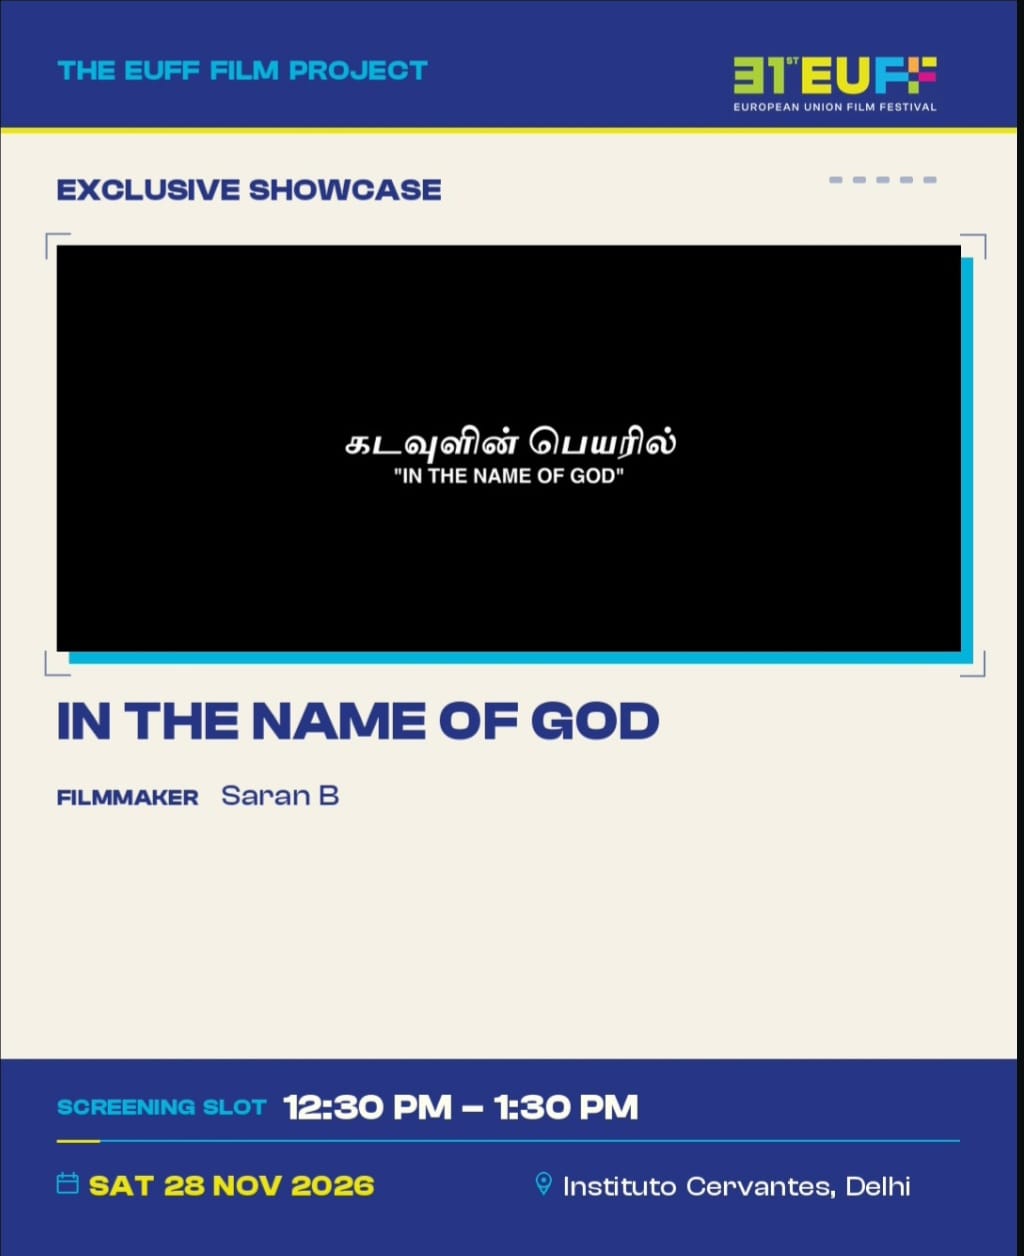 THE EUFF FILM PROJECT
31ST EUFF
EUROPEAN UNION FILM FESTIVAL
EXCLUSIVE SHOWCASE
கடவுளின் பெயரில்
"IN THE NAME OF GOD"
IN THE NAME OF GOD
FILMMAKER Saran B
SCREENING SLOT 12:30 PM – 1:30 PM
SAT 28 NOV 2026
Instituto Cervantes, Delhi